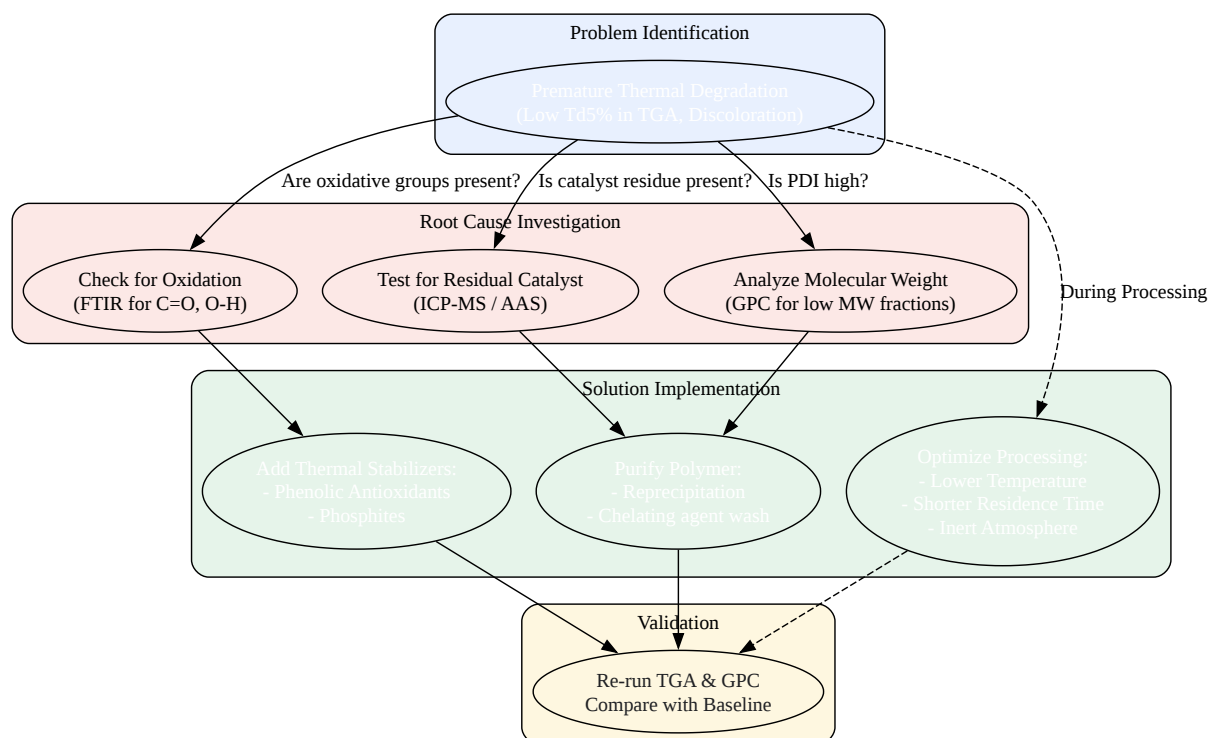 Problem Identification
Premature Thermal Degradation
(Low Td5% in TGA, Discoloration)
Are oxidative groups present?
Is catalyst residue present?
Is PDI high?
Root Cause Investigation
Check for Oxidation
(FTIR for C=O, O-H)
Test for Residual Catalyst
(ICP-MS / AAS)
Analyze Molecular Weight
(GPC for low MW fractions)
During Processing
Solution Implementation
Add Thermal Stabilizers:
- Phenolic Antioxidants
- Phosphites
Purify Polymer:
- Reprecipitation
- Chelating agent wash
Optimize Processing:
- Lower Temperature
- Shorter Residence Time
- Inert Atmosphere
Validation
Re-run TGA & GPC
Compare with Baseline